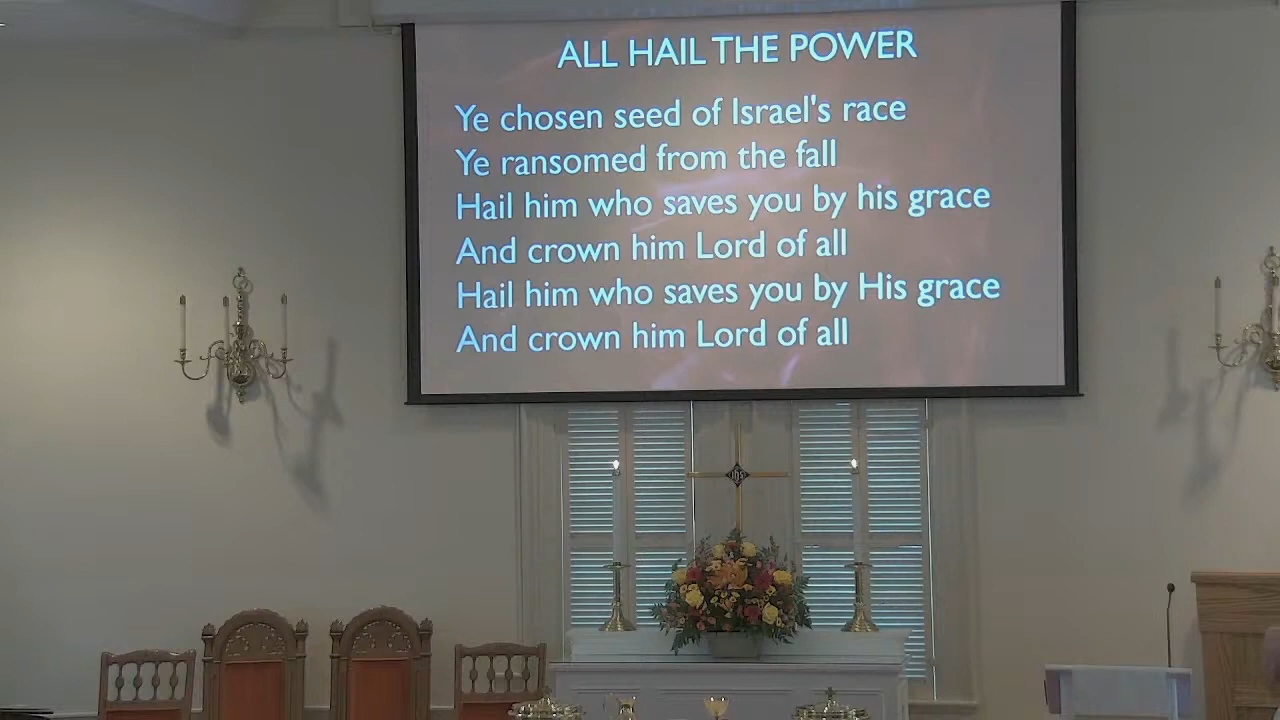 ALL HAIL THE POWER
Ye chosen seed of Israel's race
Ye ransomed from the fall
Hail him who saves you by his grace
And crown him Lord of all
Hail him who saves you by His grace
And crown him Lord of all
IHS